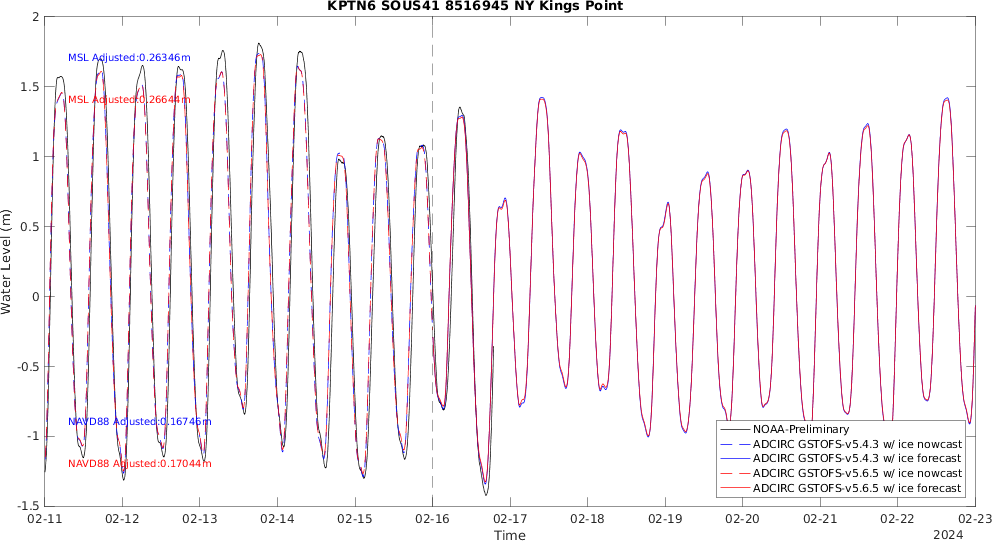 KPTN6 SOUS41 8516945 NY Kings Point
2
1.5
1
0.5
0
-0.5
-1
-1.5
Water Level (m)
MSL Adjusted:0.26346m
MSL Adjusted:0.26644m
NAVD88 Adjusted:0.16746m
NAVD88 Adjusted:0.17044m
NOAA-Preliminary
ADCIRC GSTOFS-v5.4.3 w/ ice nowcast
ADCIRC GSTOFS-v5.4.3 w/ ice forecast
ADCIRC GSTOFS-v5.6.5 w/ ice nowcast
ADCIRC GSTOFS-v5.6.5 w/ ice forecast
02-11 02-12 02-13 02-14 02-15 02-16 02-17 02-18 02-19 02-20 02-21 02-22 02-23
Time
2024